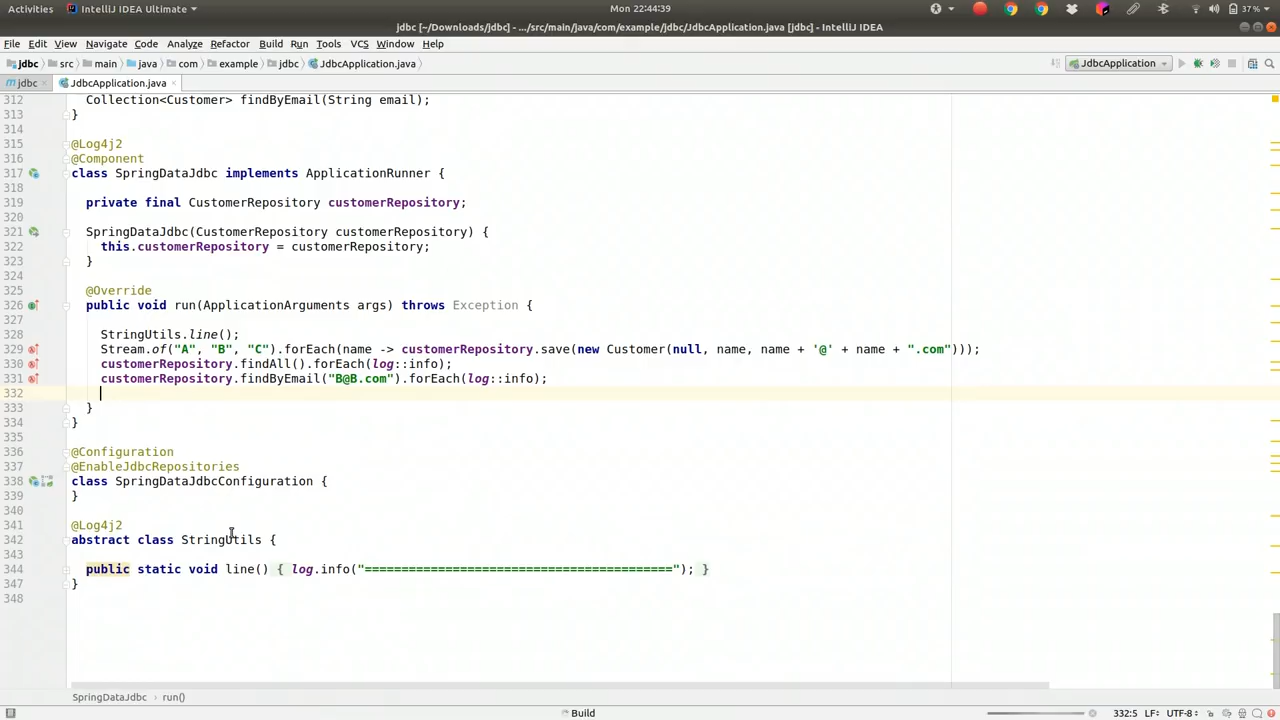 Activities IntelliJ IDEA Ultimate Mon 22:44:39 37%
jdbc [~/Downloads/jdbc] - .../src/main/java/com/example/jdbc/JdbcApplication.java [jdbc] - IntelliJ IDEA
File Edit View Navigate Code Analyze Refactor Build Run Tools VCS Window Help
jdbc src main java com example jdbc JdbcApplication.java JdbcApplication
jdbc JdbcApplication.java
312 Collection<Customer> findByEmail(String email);
313 }
314
315 @Log4j2
316 @Component
317 class SpringDataJdbc implements ApplicationRunner {
318
319 private final CustomerRepository customerRepository;
320
321 SpringDataJdbc(CustomerRepository customerRepository) {
322 this.customerRepository = customerRepository;
323 }
324
325 @Override
326 public void run(ApplicationArguments args) throws Exception {
327
328 StringUtils.line();
329 Stream.of("A", "B", "C").forEach(name -> customerRepository.save(new Customer(null, name, name + '@' + name + ".com")));
330 customerRepository.findAll().forEach(log::info);
331 customerRepository.findByEmail("B@B.com").forEach(log::info);
332
333 }
334 }
335
336 @Configuration
337 @EnableJdbcRepositories
338 class SpringDataJdbcConfiguration {
339 }
340
341 @Log4j2
342 abstract class StringUtils {
343
344 public static void line() { log.info("=========================================="); }
347 }
348
SpringDataJdbc run()
Build 332:5 LF UTF-8